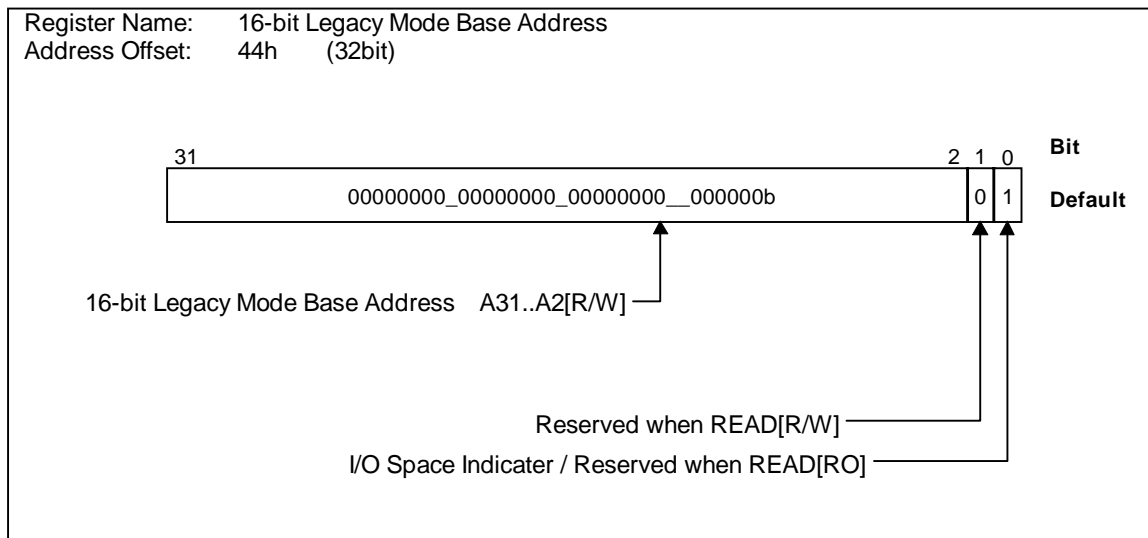 Register Name: 16-bit Legacy Mode Base Address
Address Offset: 44h (32bit)
31 2 1 0 Bit
00000000_00000000_00000000__000000b 0 1 Default
16-bit Legacy Mode Base Address A31..A2[R/W]
Reserved when READ[R/W]
I/O Space Indicater / Reserved when READ[RO]